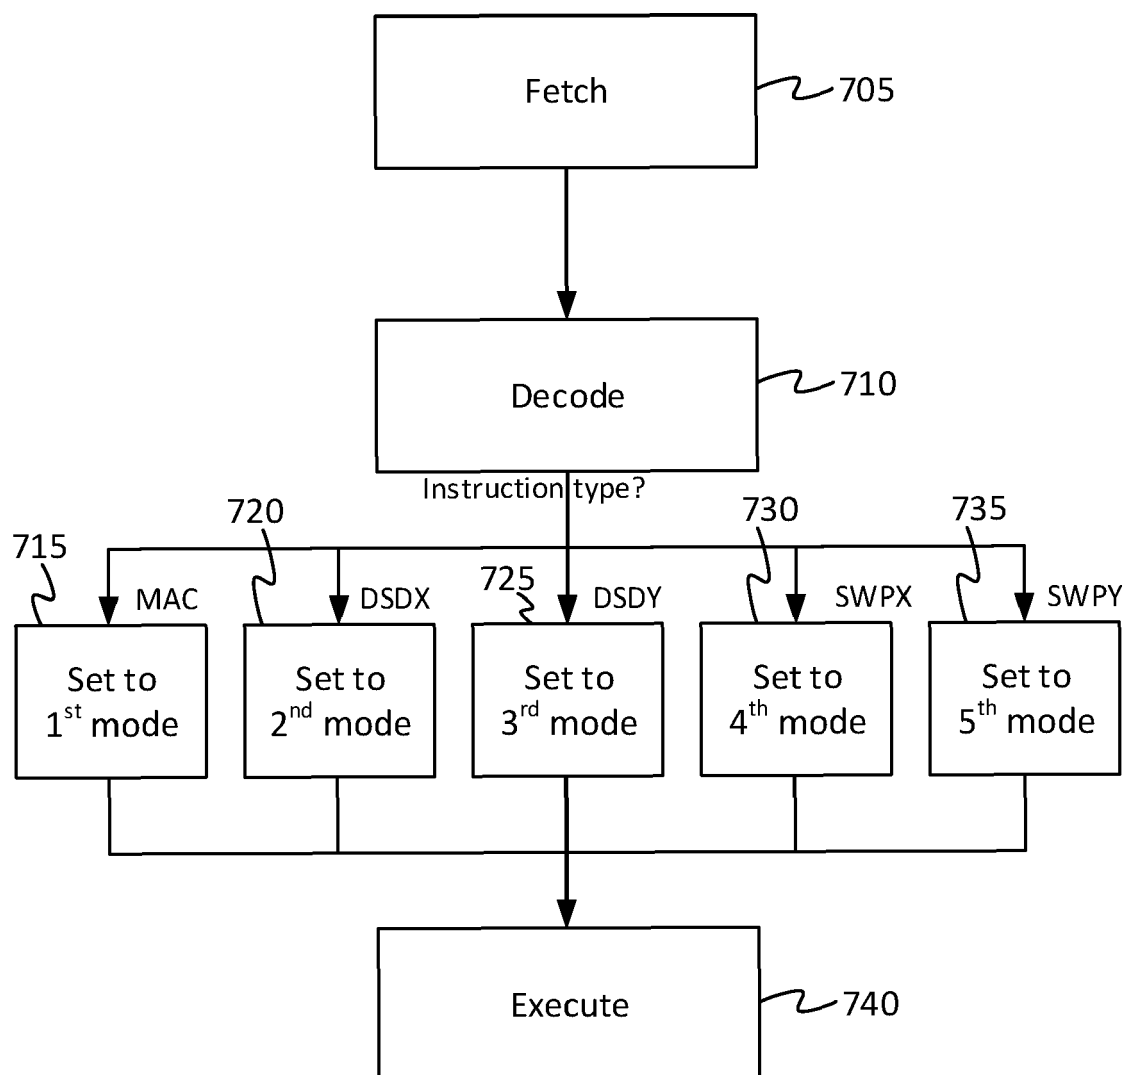 Fetch
705
Decode
710
Instruction type?
715
720
725
730
735
MAC
DSDX
DSDY
SWPX
SWPY
Set to
1st mode
Set to
2nd mode
Set to
3rd mode
Set to
4th mode
Set to
5th mode
Execute
740